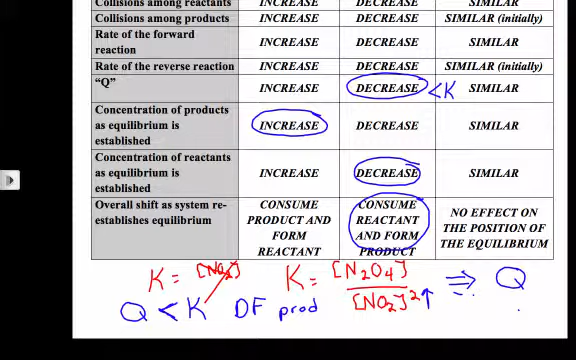 Collisions among reactants INCREASE DECREASE SIMILAR
Collisions among products INCREASE DECREASE SIMILAR (initially)
Rate of the forward reaction INCREASE DECREASE SIMILAR
Rate of the reverse reaction INCREASE DECREASE SIMILAR (initially)
"Q" INCREASE DECREASE <K SIMILAR
Concentration of products as equilibrium is established INCREASE DECREASE SIMILAR
Concentration of reactants as equilibrium is established INCREASE DECREASE SIMILAR
Overall shift as system re-establishes equilibrium CONSUME PRODUCT AND FORM REACTANT CONSUME REACTANT AND FORM PRODUCT NO EFFECT ON THE POSITION OF THE EQUILIBRIUM
K = [NO2] K = [N2O4] ⇒ Q
[NO2]2 ↑
Q < K DF prod